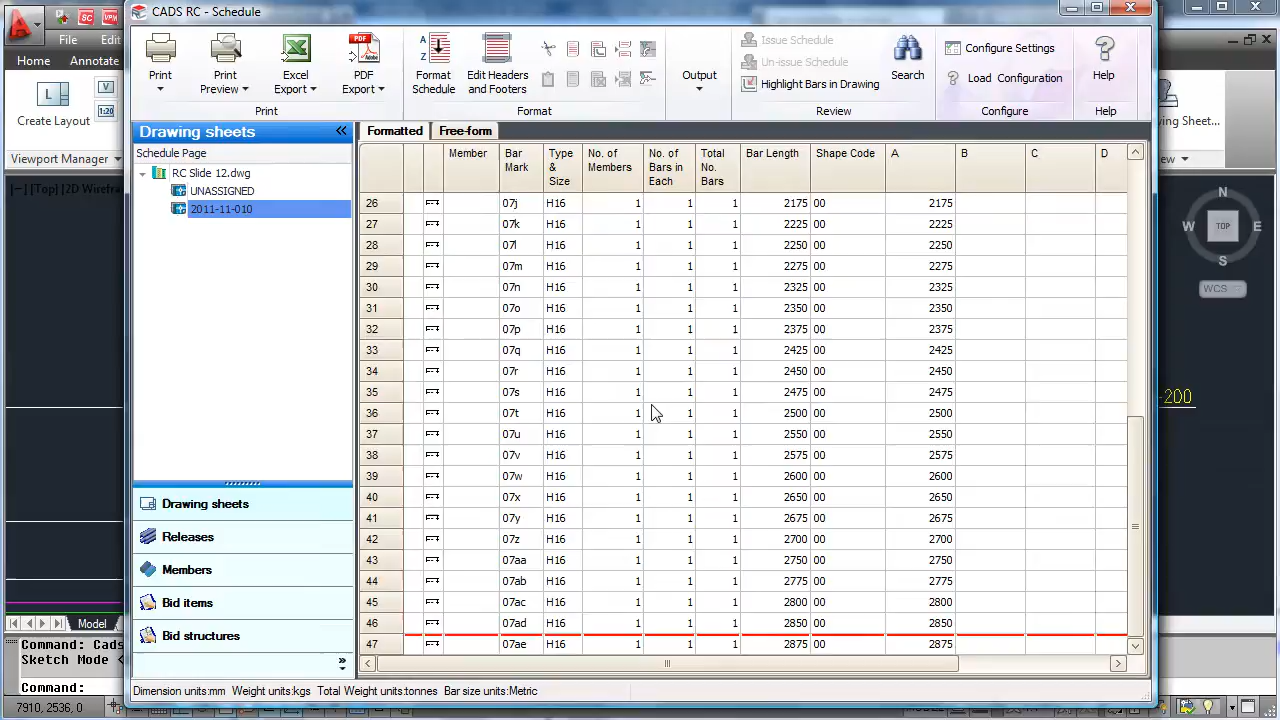 CADS RC - Schedule
File
Edit
Home
Annotate
Create Layout
V
1:20
Viewport Manager
Print
Print Preview
Excel Export
PDF Export
Print
Format Schedule
Edit Headers and Footers
Format
Output
Issue Schedule
Un-issue Schedule
Highlight Bars in Drawing
Review
Search
Configure Settings
Load Configuration
Configure
Help
Help
Drawing sheets
Schedule Page
RC Slide 12.dwg
UNASSIGNED
2011-11-010
Drawing sheets
Releases
Members
Bid items
Bid structures
Formatted Free-form
Member Bar Mark Type & Size No. of Members No. of Bars in Each Total No. Bars Bar Length Shape Code A B C D
26 07j H16 1 1 1 2175 00 2175
27 07k H16 1 1 1 2225 00 2225
28 07l H16 1 1 1 2250 00 2250
29 07m H16 1 1 1 2275 00 2275
30 07n H16 1 1 1 2325 00 2325
31 07o H16 1 1 1 2350 00 2350
32 07p H16 1 1 1 2375 00 2375
33 07q H16 1 1 1 2425 00 2425
34 07r H16 1 1 1 2450 00 2450
35 07s H16 1 1 1 2475 00 2475
36 07t H16 1 1 1 2500 00 2500
37 07u H16 1 1 1 2550 00 2550
38 07v H16 1 1 1 2575 00 2575
39 07w H16 1 1 1 2600 00 2600
40 07x H16 1 1 1 2650 00 2650
41 07y H16 1 1 1 2675 00 2675
42 07z H16 1 1 1 2700 00 2700
43 07aa H16 1 1 1 2750 00 2750
44 07ab H16 1 1 1 2775 00 2775
45 07ac H16 1 1 1 2800 00 2800
46 07ad H16 1 1 1 2850 00 2850
47 07ae H16 1 1 1 2875 00 2875
Dimension units:mm Weight units:kgs Total Weight units:tonnes Bar size units:Metric
[–] [Top] [2D Wirefra
Model
Command: Cads
Sketch Mode <
Command:
7910, 2536, 0
N
W TOP E
S
WCS
-200